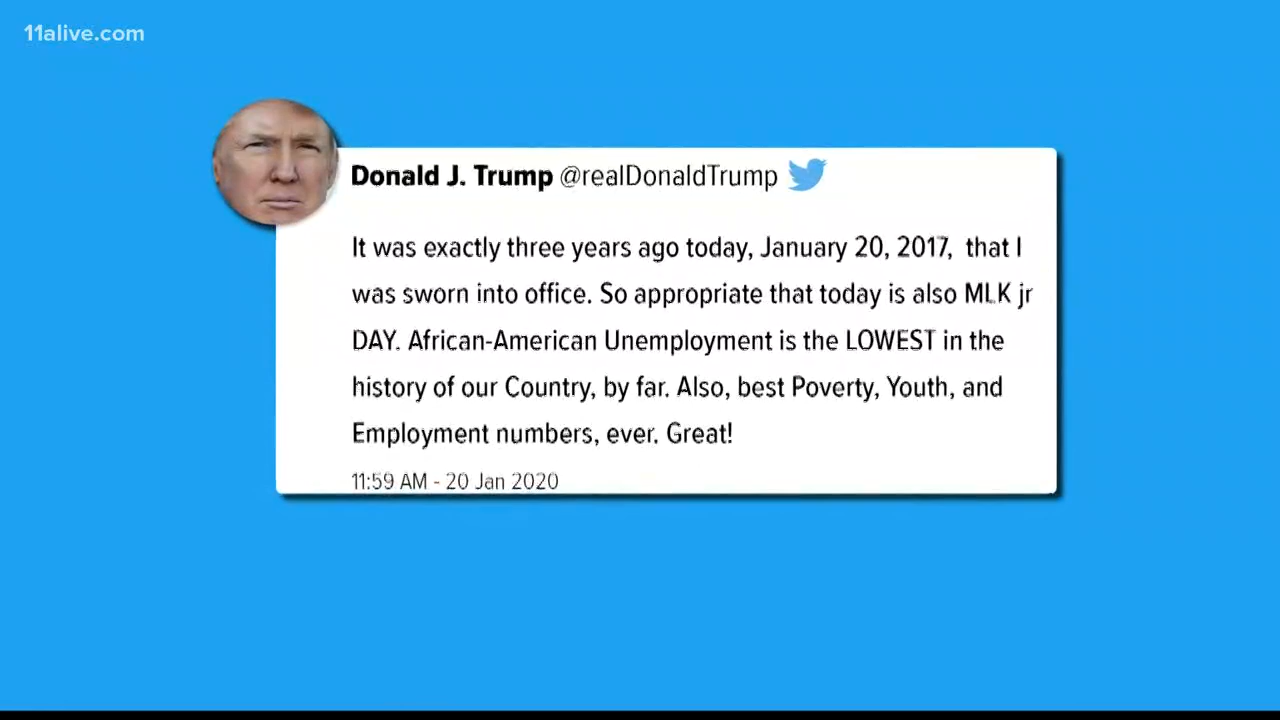 11alive.com
Donald J. Trump @realDonaldTrump
It was exactly three years ago today, January 20, 2017,  that I
was sworn into office. So appropriate that today is also MLK jr
DAY. African-American Unemployment is the LOWEST in the
history of our Country, by far. Also, best Poverty, Youth, and
Employment numbers, ever. Great!
11:59 AM - 20 Jan 2020